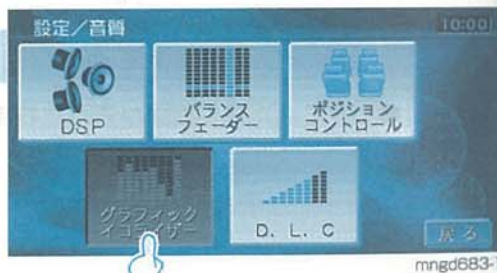 設定／音質
10:00
DSP
バランス
フェーダー
ポジション
コントロール
グラフィック
イコライザー
D. L. C
戻る
mngd683-